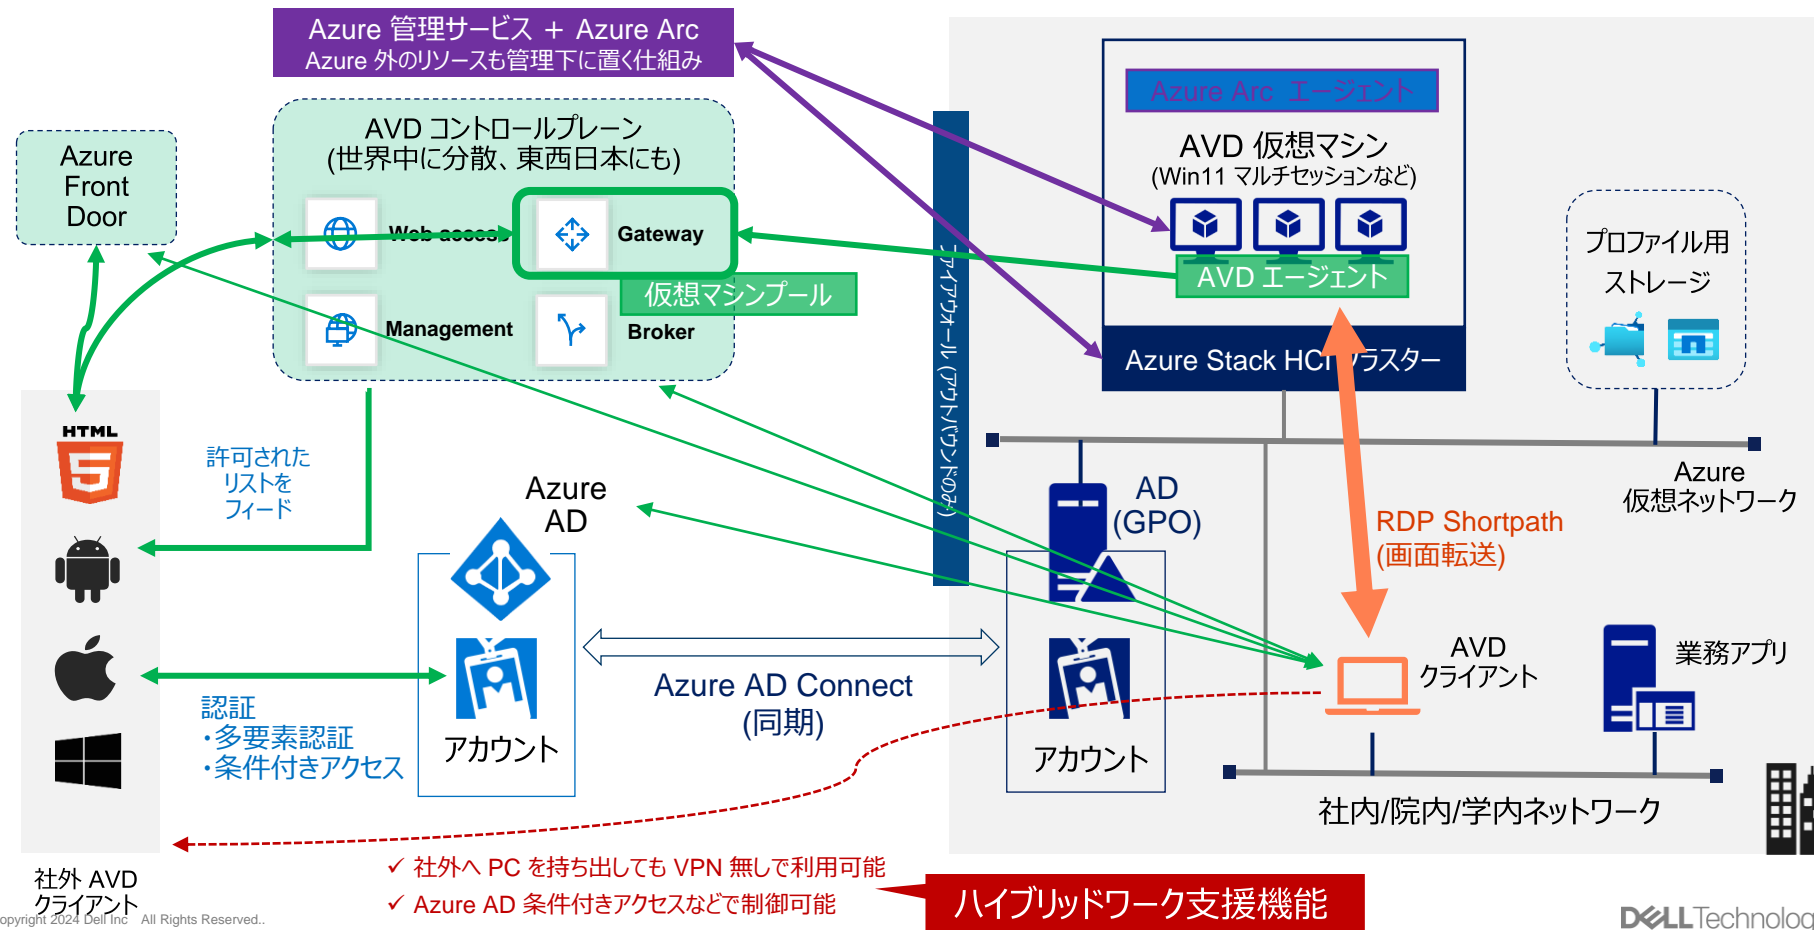 Azure 管理サービス ＋ Azure Arc
Azure 外のリソースも管理下に置く仕組み
Azure
Front
Door
AVD コントロールプレーン
(世界中に分散、東西日本にも)
Web access
Gateway
仮想マシンプール
Management
Broker
ファイアウォール (アウトバウンドのみ)
Azure Arc エージェント
AVD 仮想マシン
(Win11 マルチセッションなど)
AVD エージェント
Azure Stack HCI クラスター
プロファイル用
ストレージ
Azure
仮想ネットワーク
HTML
許可された
リストを
フィード
Azure
AD
AD
(GPO)
RDP Shortpath
(画面転送)
AVD
クライアント
業務アプリ
認証
・多要素認証
・条件付きアクセス
アカウント
Azure AD Connect
(同期)
アカウント
社内/院内/学内ネットワーク
社外 AVD
クライアント
✓ 社外へ PC を持ち出しても VPN 無しで利用可能
✓ Azure AD 条件付きアクセスなどで制御可能
ハイブリッドワーク支援機能
opyright 2024 Dell Inc All Rights Reserved..
DELLTechnolog